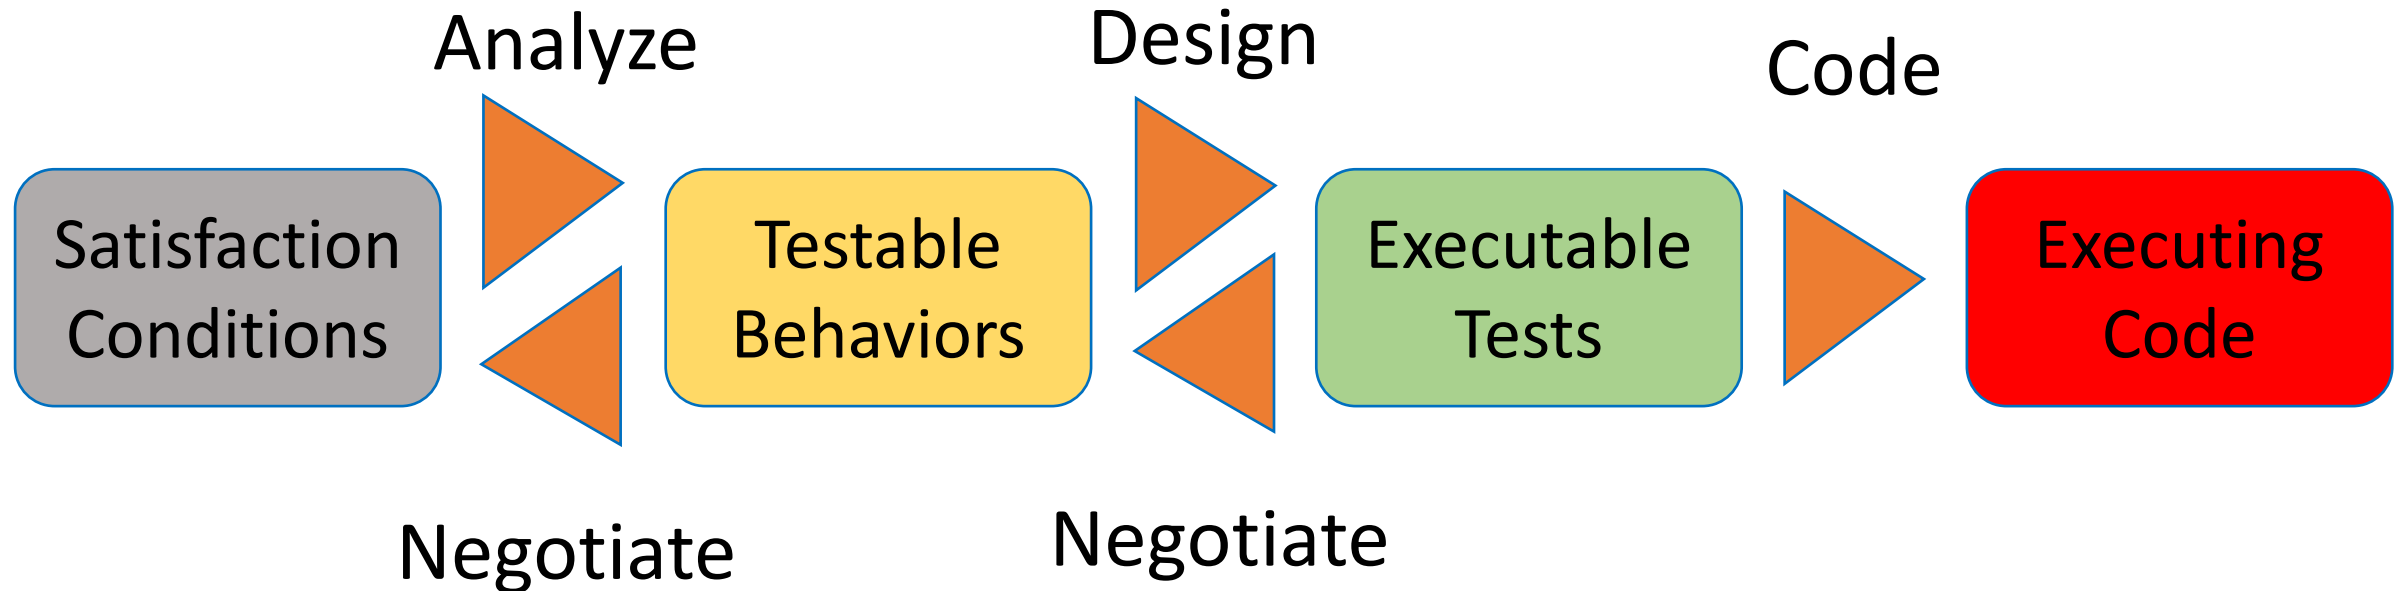 Analyze
Design
Code
Satisfaction
Conditions
Testable
Behaviors
Executable
Tests
Executing
Code
Negotiate
Negotiate